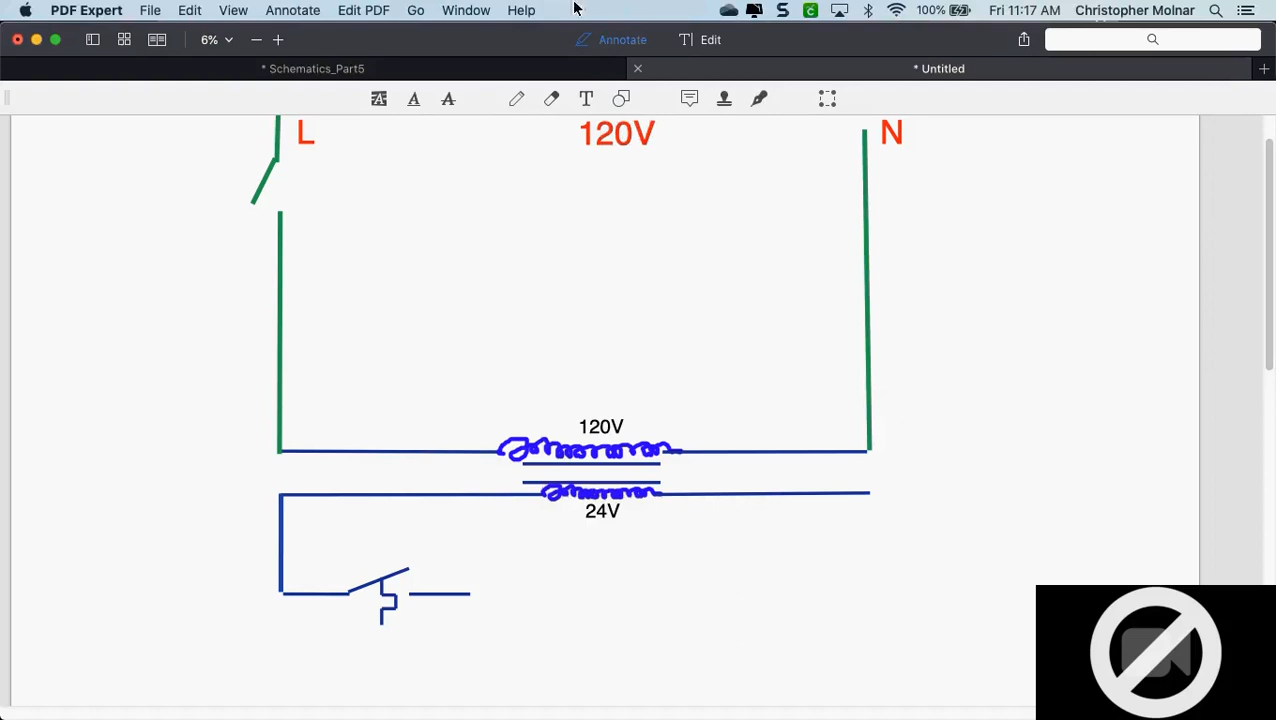 PDF Expert File Edit View Annotate Edit PDF Go Window Help 100% Fri 11:17 AM Christopher Molnar
6% Annotate T Edit
* Schematics_Part5 * Untitled
A A A T
L 120V N
120V
24V